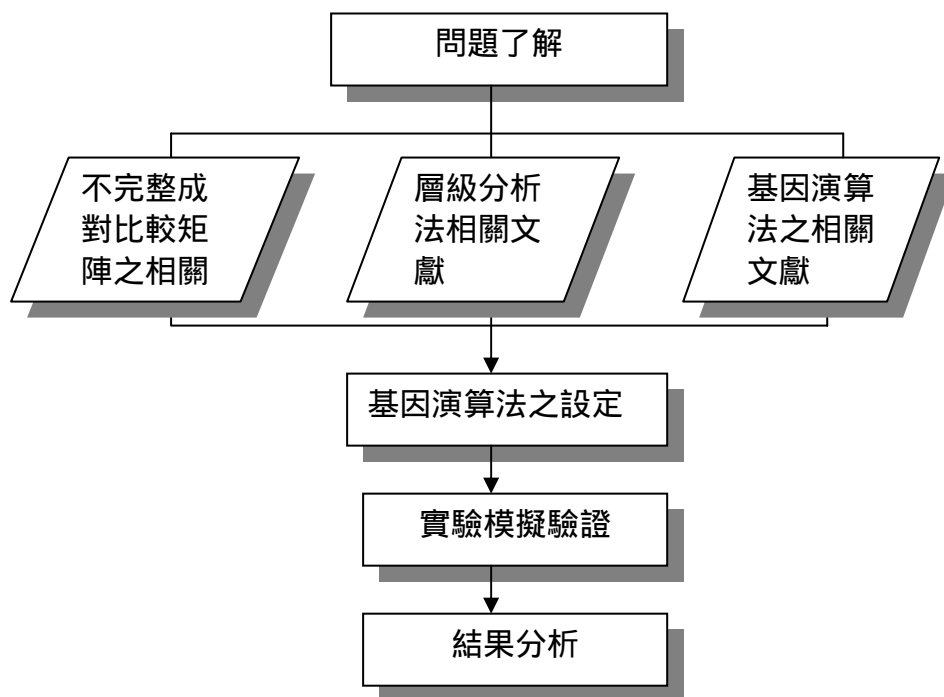 問題了解
不完整成
對比較矩
陣之相關
層級分析
法相關文
獻
基因演算
法之相關
文獻
基因演算法之設定
實驗模擬驗證
結果分析